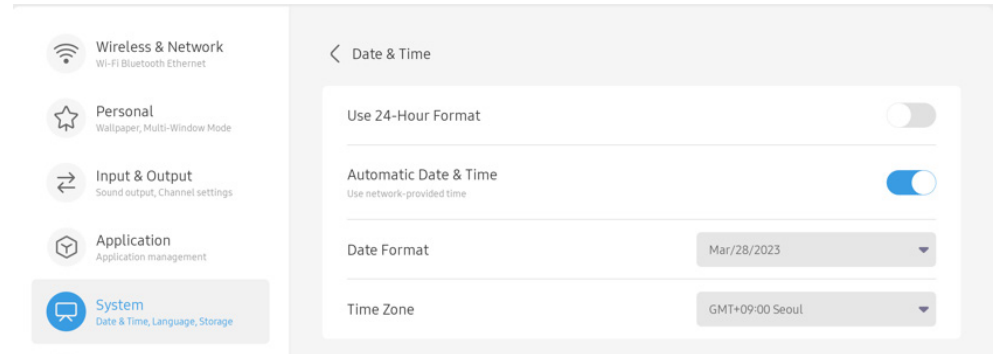 Wireless & Network
Wi-Fi Bluetooth Ethernet
Personal
Wallpaper, Multi-Window Mode
Input & Output
Sound output, Channel settings
Application
Application management
System
Date & Time, Language, Storage
Date & Time
Use 24-Hour Format
Automatic Date & Time
Use network-provided time
Date Format
Mar/28/2023
Time Zone
GMT+09:00 Seoul